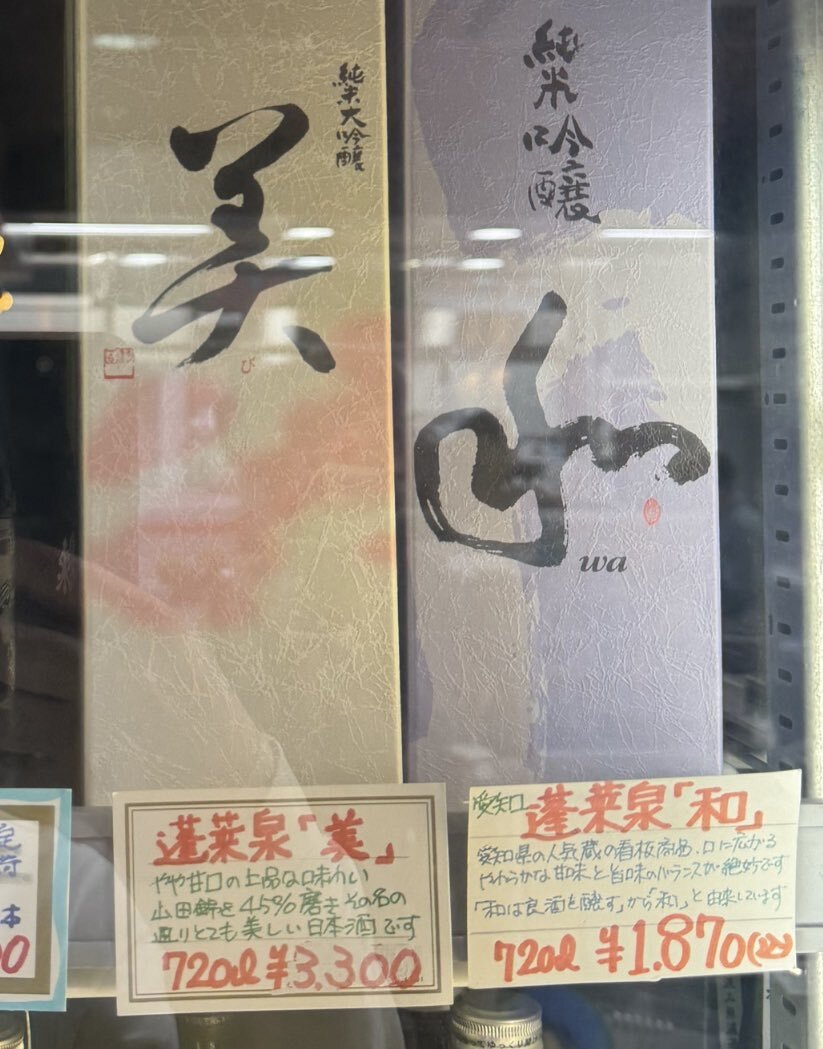 純米大吟醸
美
び
純米吟醸
和
wa
蓬莱泉「美」
やや甘口の上品な味わい
山田錦を45%磨きその名の
通りとても美しい日本酒です
720ml ¥3,300
愛知 蓬莱泉「和」
愛知県の人気蔵の看板商品、口に広がる
やわらかな甘味と旨味のバランスが絶妙です
「和は良酒を醸す」から「和」と由来しています
720ml ¥1.870(込)
本
00